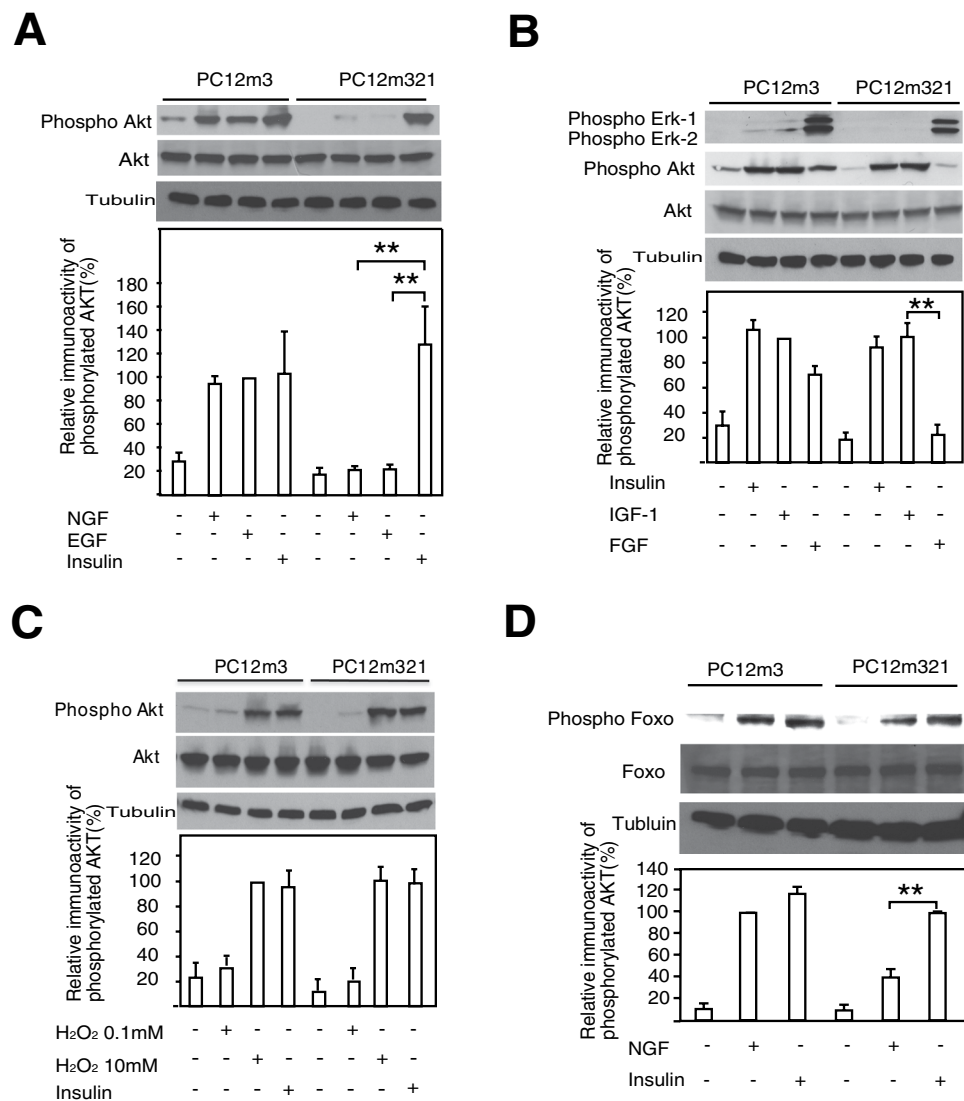 A
PC12m3 PC12m321
Phospho Akt
Akt
Tubulin
Relative immunoactivity of
phosphorylated AKT(%)
180
160
140
120
100
80
60
40
20
** 
**
NGF - + - - - + - -
EGF - - + - - - + -
Insulin - - - + - - - +
B
PC12m3 PC12m321
Phospho Erk-1
Phospho Erk-2
Phospho Akt
Akt
Tubulin
Relative immunoactivity of
phosphorylated AKT(%)
120
100
80
60
40
20
**
Insulin - + - - - + - -
IGF-1 - - + - - - + -
FGF - - - + - - - +
C
PC12m3 PC12m321
Phospho Akt
Akt
Tubulin
Relative immunoactivity of
phosphorylated AKT(%)
120
100
80
60
40
20
H₂O₂ 0.1mM - + - - - + - -
H₂O₂ 10mM - - + - - - + -
Insulin - - - + - - - +
D
PC12m3 PC12m321
Phospho Foxo
Foxo
Tubluin
Relative immunoactivity of
phosphorylated AKT(%)
140
120
100
80
60
40
20
**
NGF - + - - + -
Insulin - - + - - +